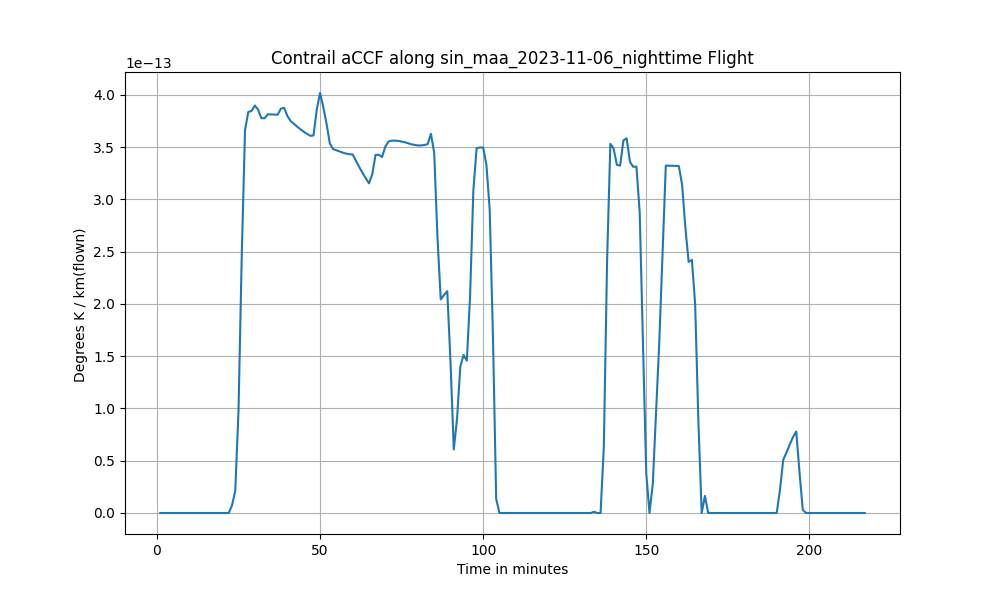 Contrail aCCF along sin_maa_2023-11-06_nighttime Flight
1e−13
4.0
3.5
3.0
2.5
2.0
1.5
1.0
0.5
0.0
Degrees K / km(flown)
0 50 100 150 200
Time in minutes